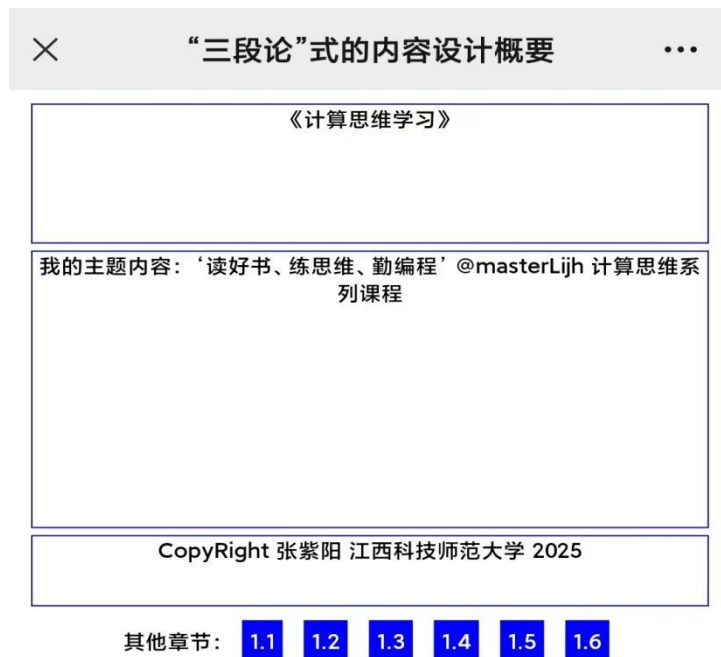 “三段论”式的内容设计概要
《计算思维学习》
我的主题内容：‘读好书、练思维、勤编程’@masterLijh 计算思维系
列课程
CopyRight 张紫阳 江西科技师范大学 2025
其他章节： 1.1 1.2 1.3 1.4 1.5 1.6